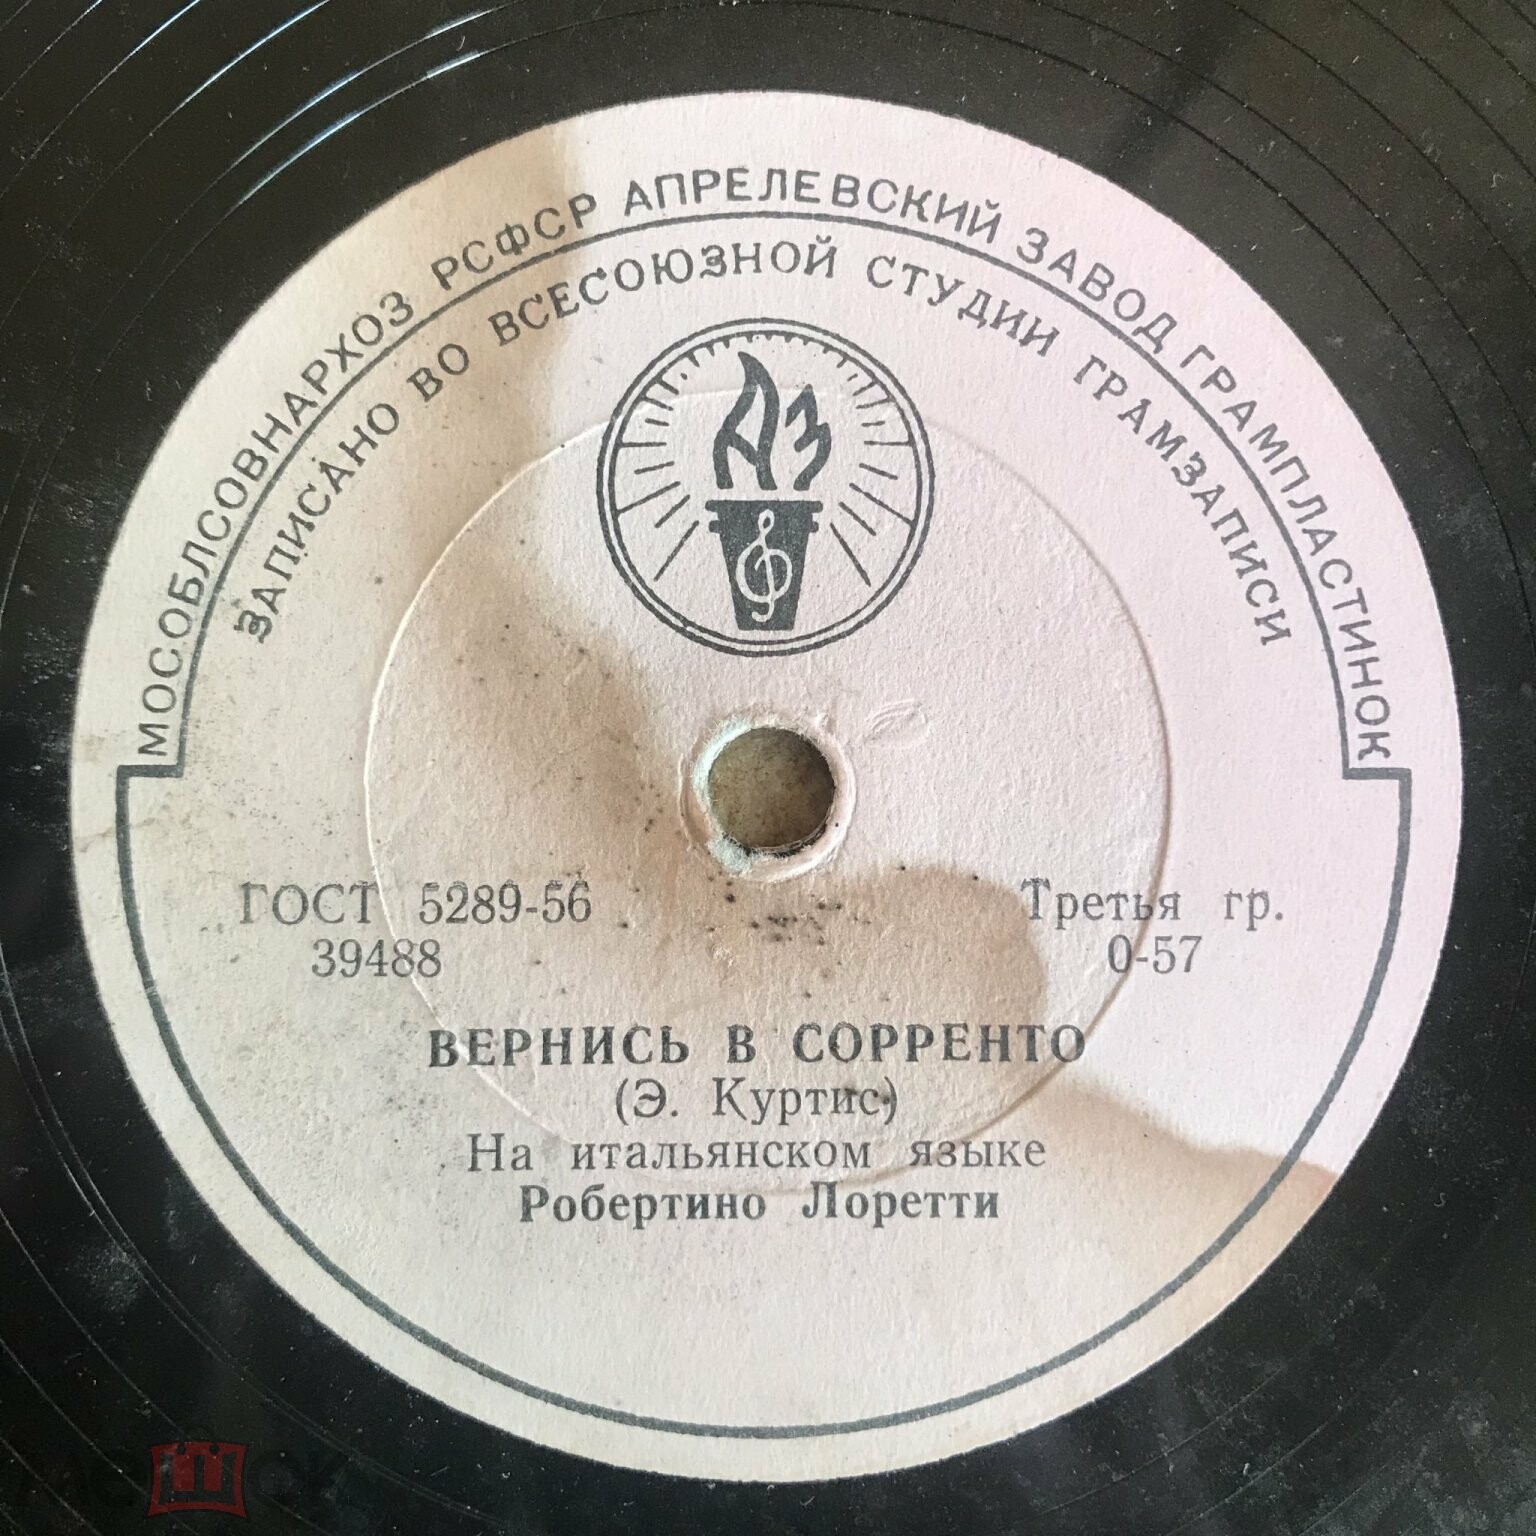 МОСОБЛСОВНАРХОЗ РСФСР АПРЕЛЕВСКИЙ ЗАВОД ГРАМПЛАСТИНОК
ЗАПИСАНО ВО ВСЕСОЮЗНОЙ СТУДИИ ГРАМЗАПИСИ
АЗ
ГОСТ 5289-56 Третья гр.
39488 0-57
ВЕРНИСЬ В СОРРЕНТО
(Э. Куртис)
На итальянском языке
Робертино Лоретти
мешок